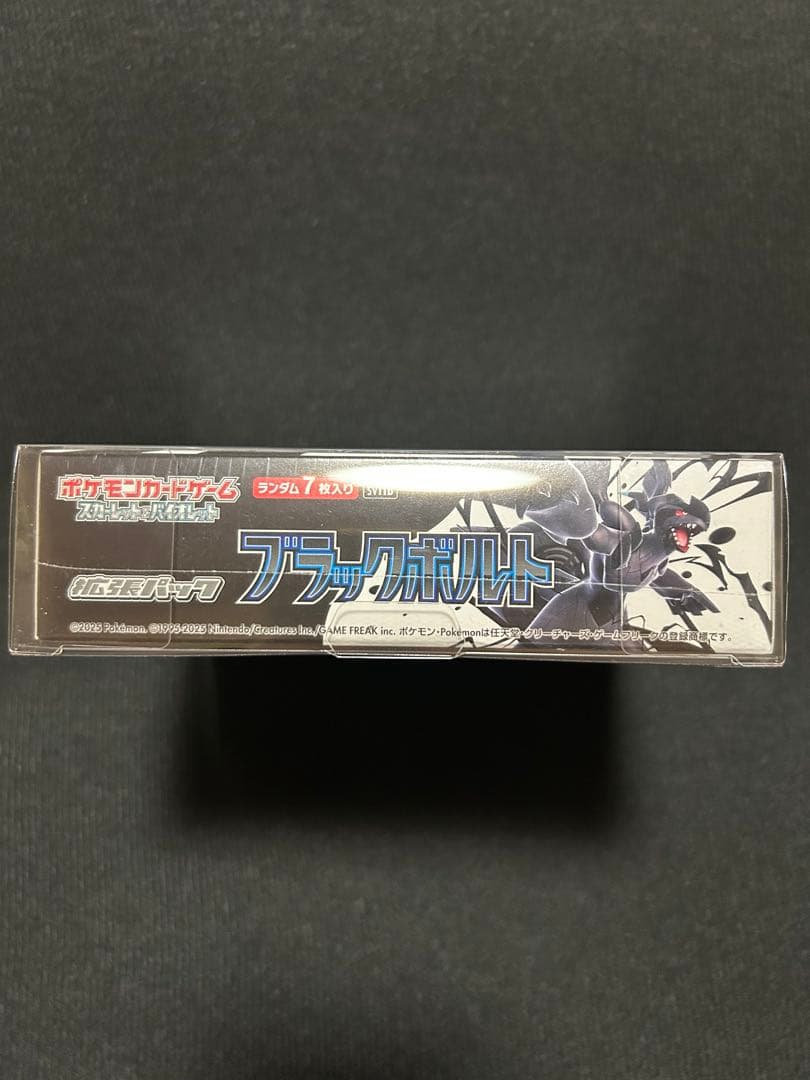 ポケモンカードゲーム
スカーレット&バイオレット
ランダム7枚入り SV11B
拡張パック
ブラックボルト
©2025 Pokémon. ©1995-2025 Nintendo/Creatures Inc./GAME FREAK inc. ポケモン・Pokémonは任天堂・クリーチャーズ・ゲームフリークの登録商標です。